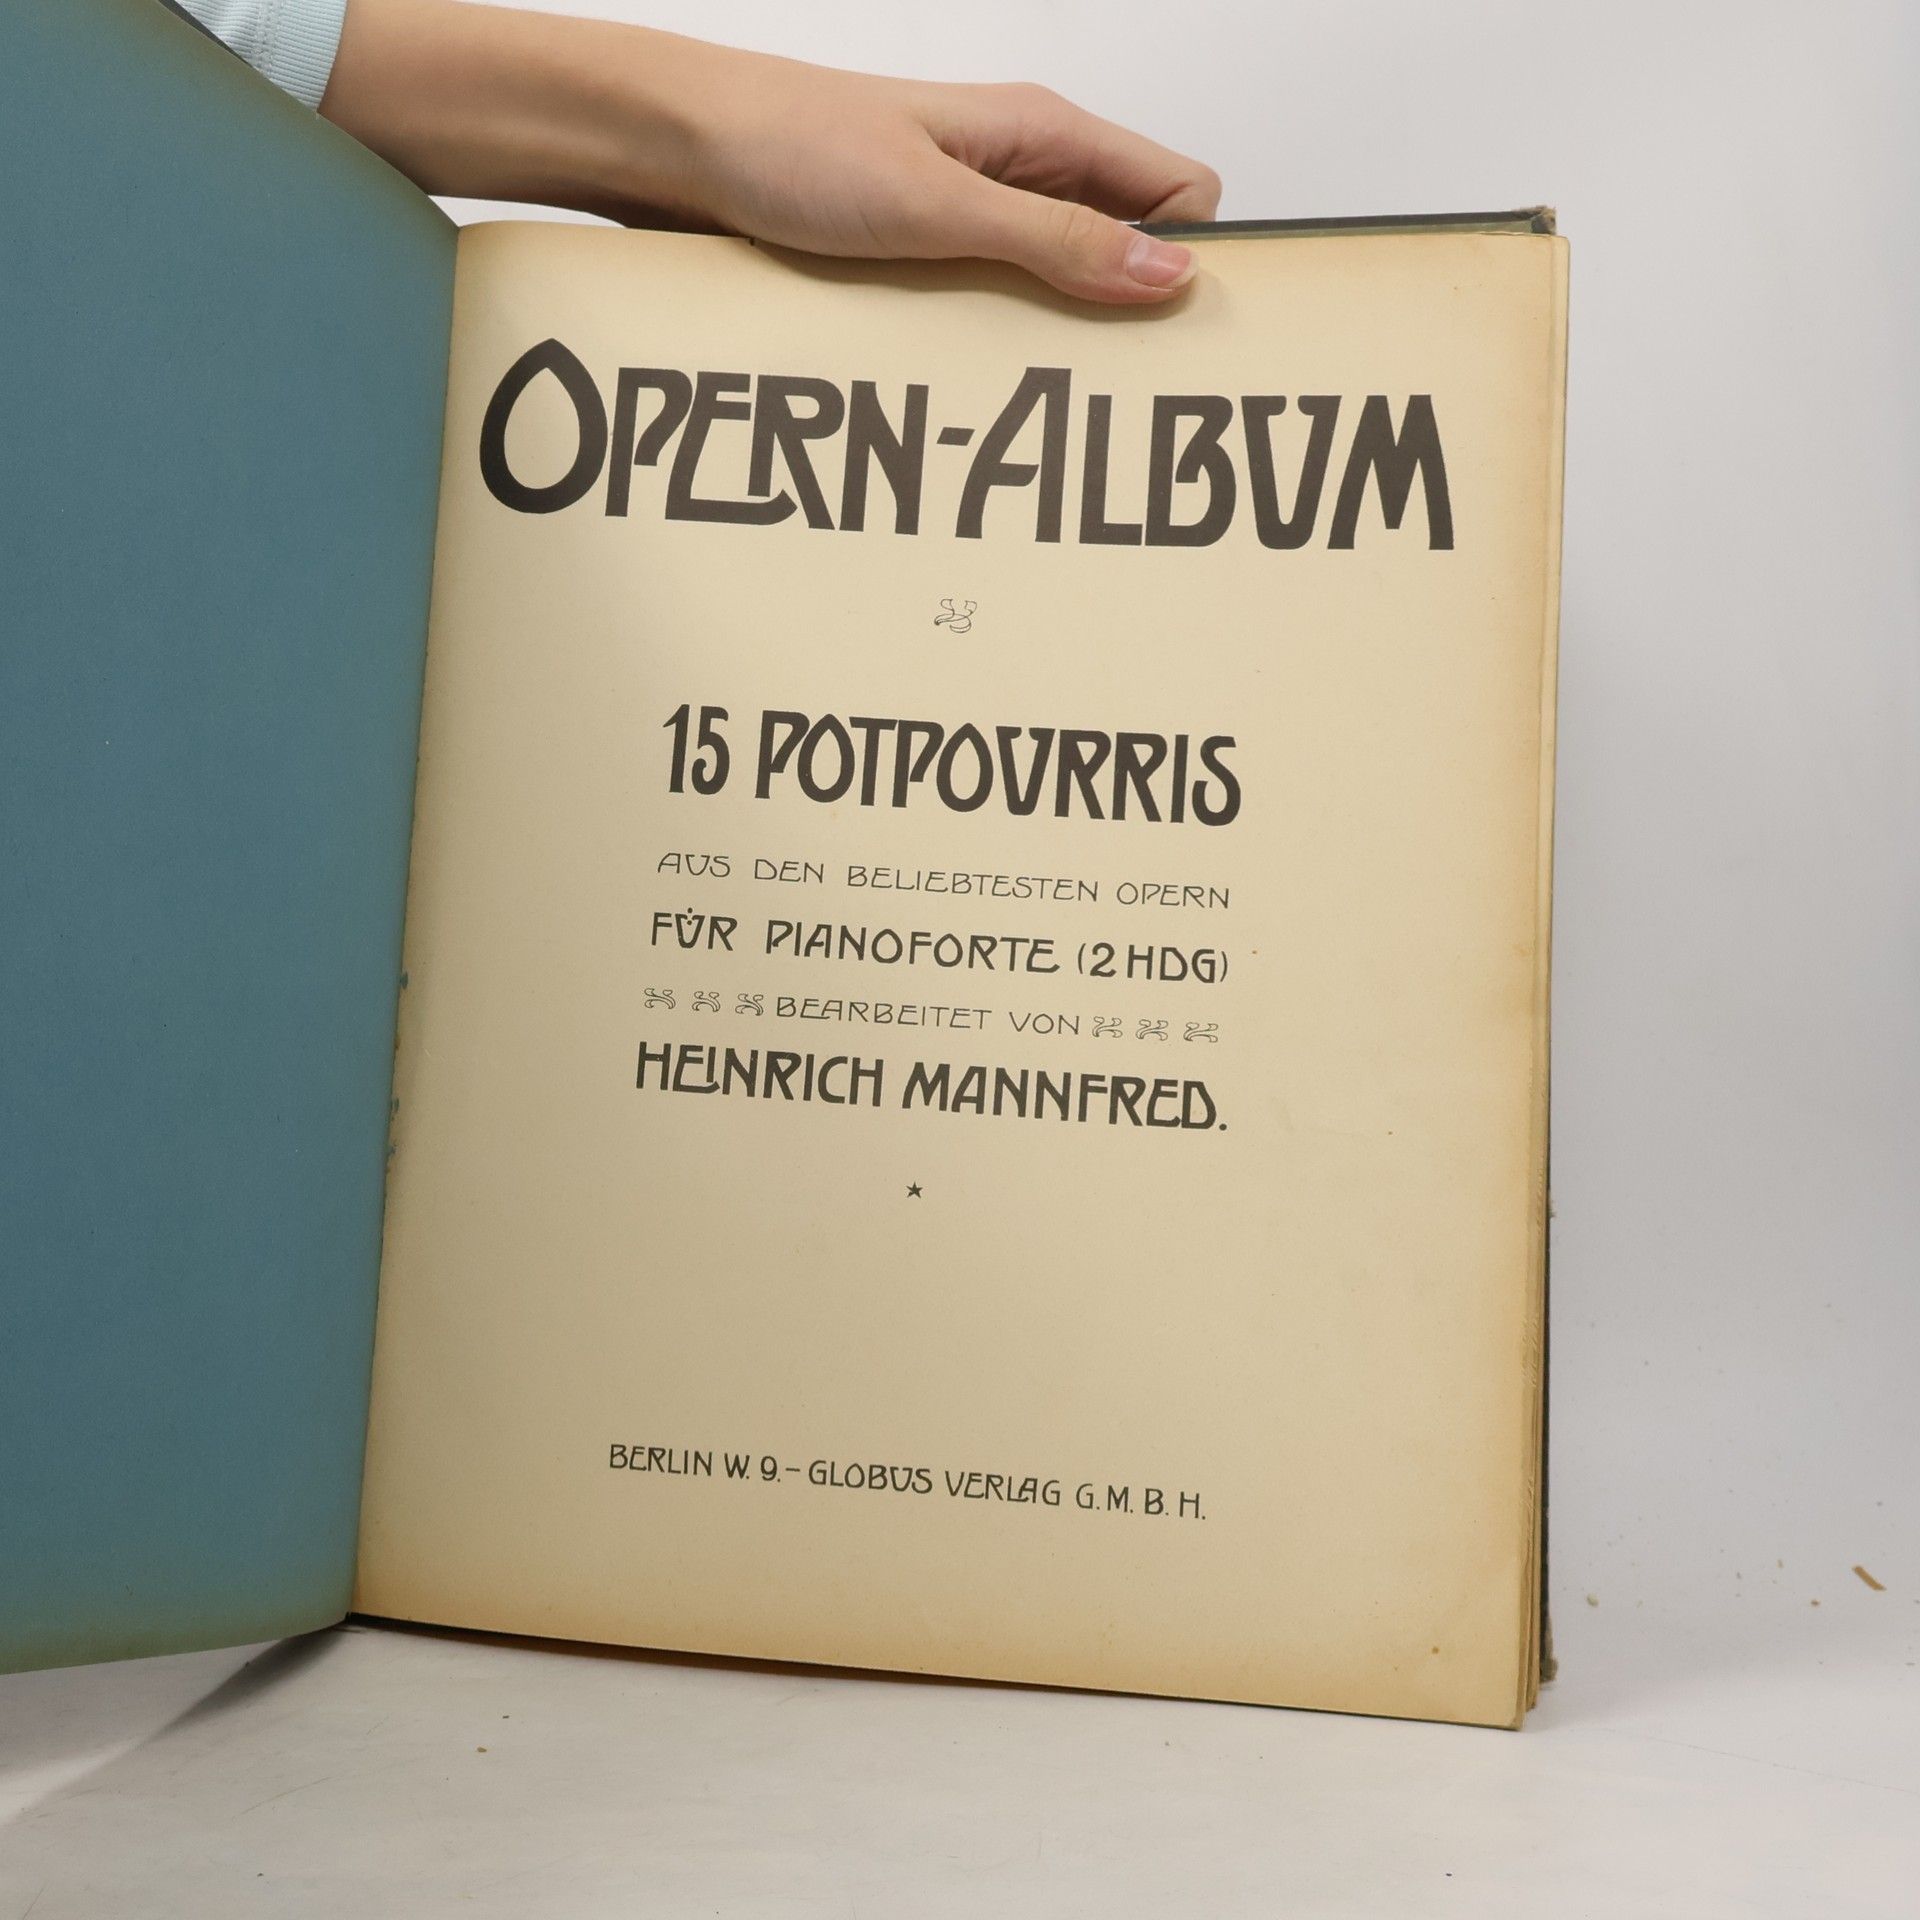 OPERN-ALBUM
15 POTPOURRIS
AUS DEN BELIEBTESTEN OPERN
FÜR PIANOFORTE (2 HDG)
BEARBEITET VON
HEINRICH MANNFRED.
BERLIN W. 9. – GLOBUS VERLAG G. M. B. H.